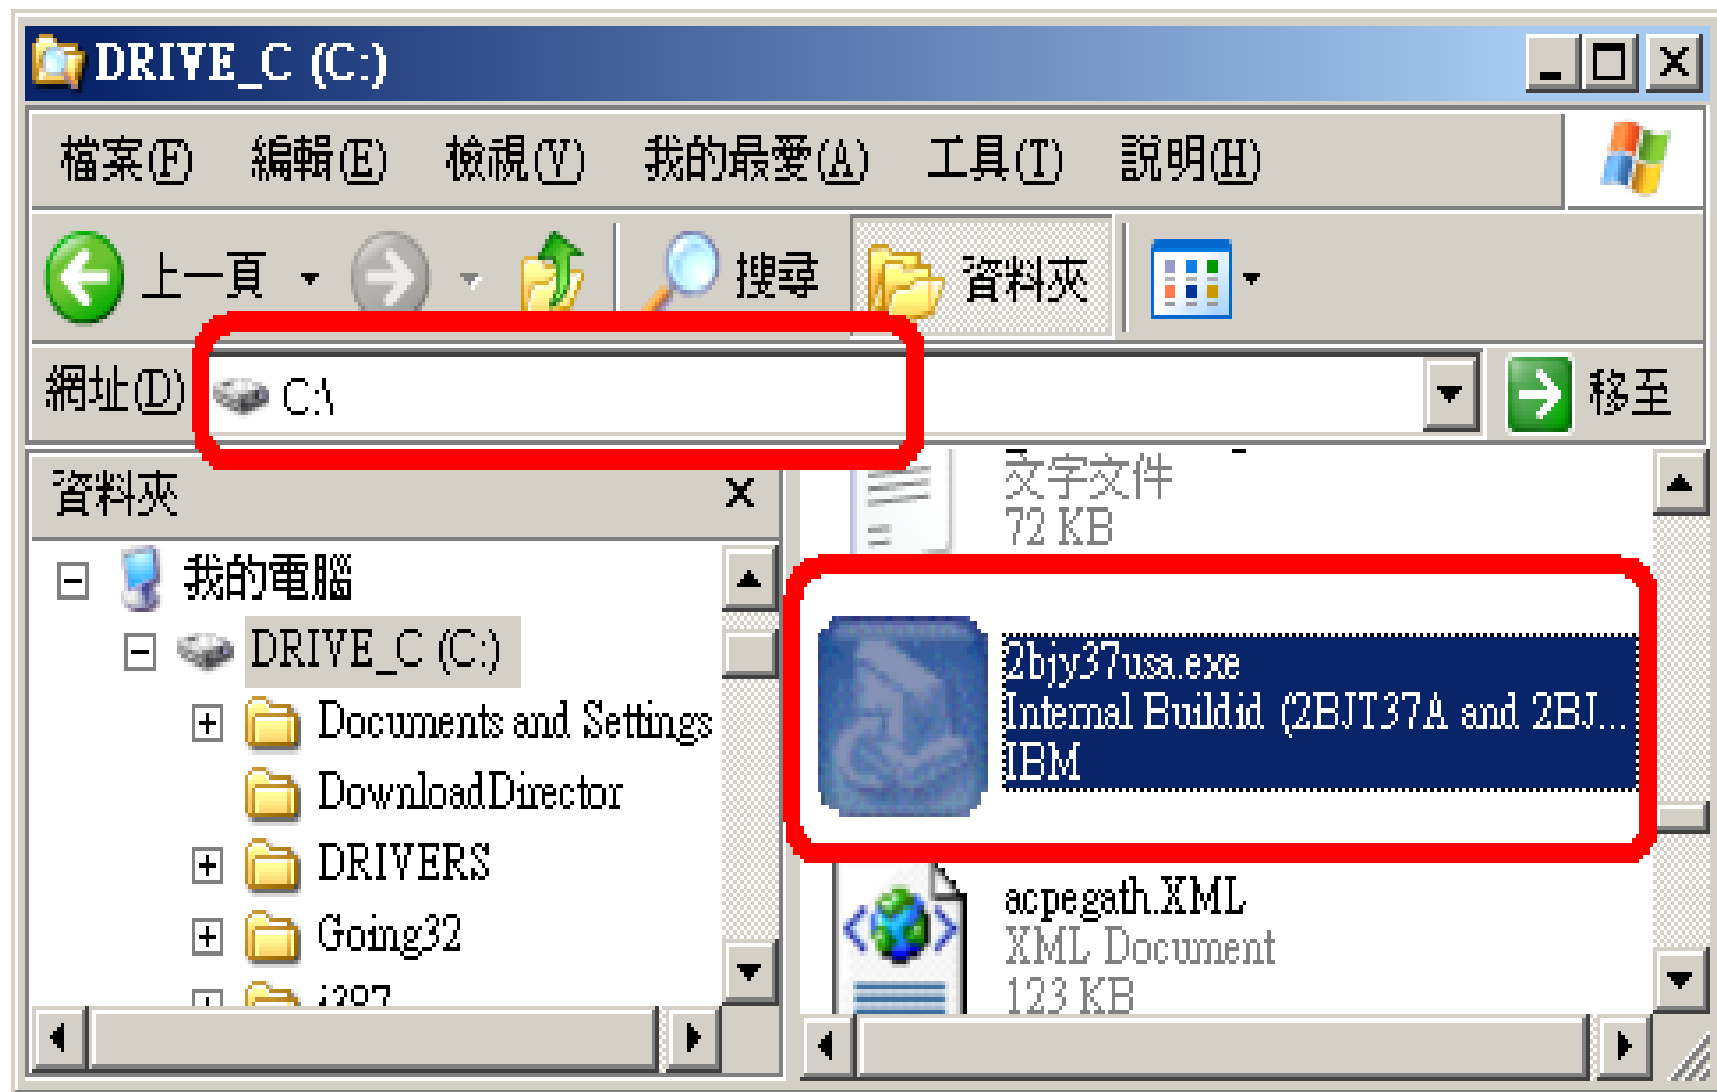 DRIVE_C (C:)
檔案(F) 編輯(E) 檢視(V) 我的最愛(A) 工具(T) 說明(H)
上一頁 搜尋 資料夾
網址(D) C:\ 移至
資料夾
我的電腦
DRIVE_C (C:)
Documents and Settings
DownloadDirector
DRIVERS
Going32
文字文件
72 KB
2bjy37usa.exe
Internal Buildid (2BJT37A and 2BJ...
IBM
acpegath.XML
XML Document
123 KB